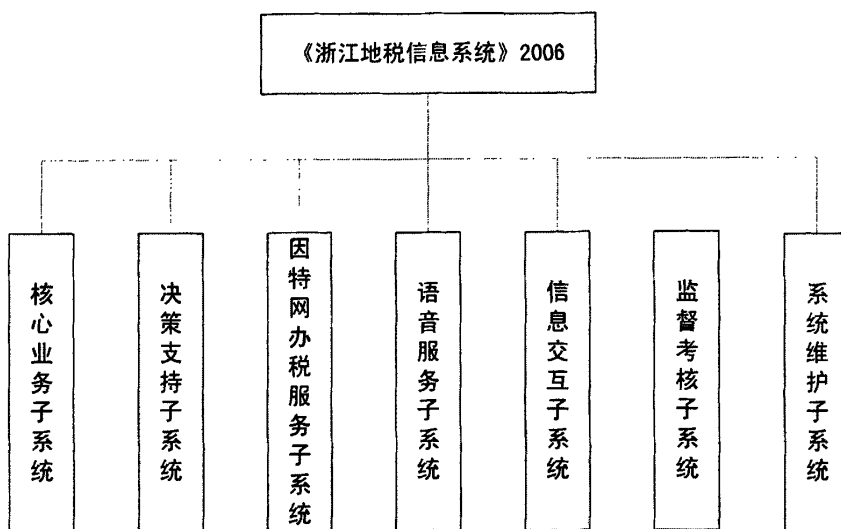 《浙江地税信息系统》2006
核心业务子系统
决策支持子系统
因特网办税服务子系统
语音服务子系统
信息交互子系统
监督考核子系统
系统维护子系统